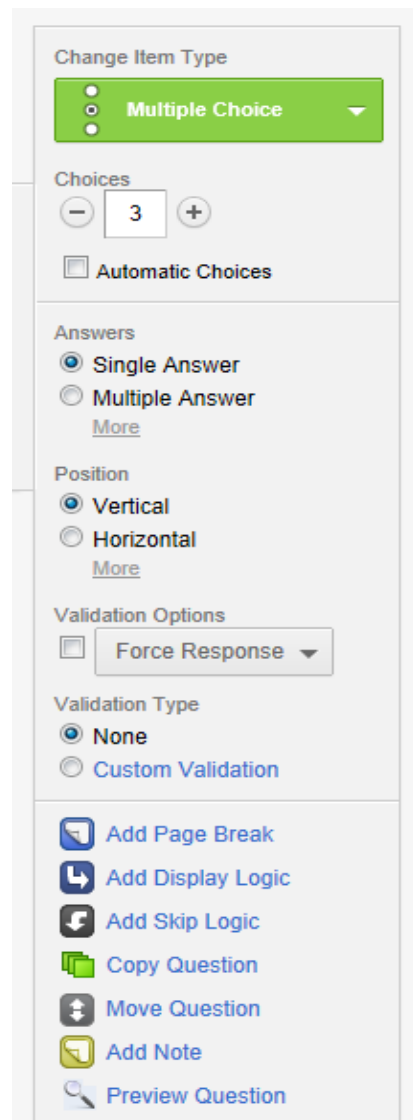 Change Item Type
Multiple Choice
Choices
3
Automatic Choices
Answers
Single Answer
Multiple Answer
More
Position
Vertical
Horizontal
More
Validation Options
Force Response
Validation Type
None
Custom Validation
Add Page Break
Add Display Logic
Add Skip Logic
Copy Question
Move Question
Add Note
Preview Question